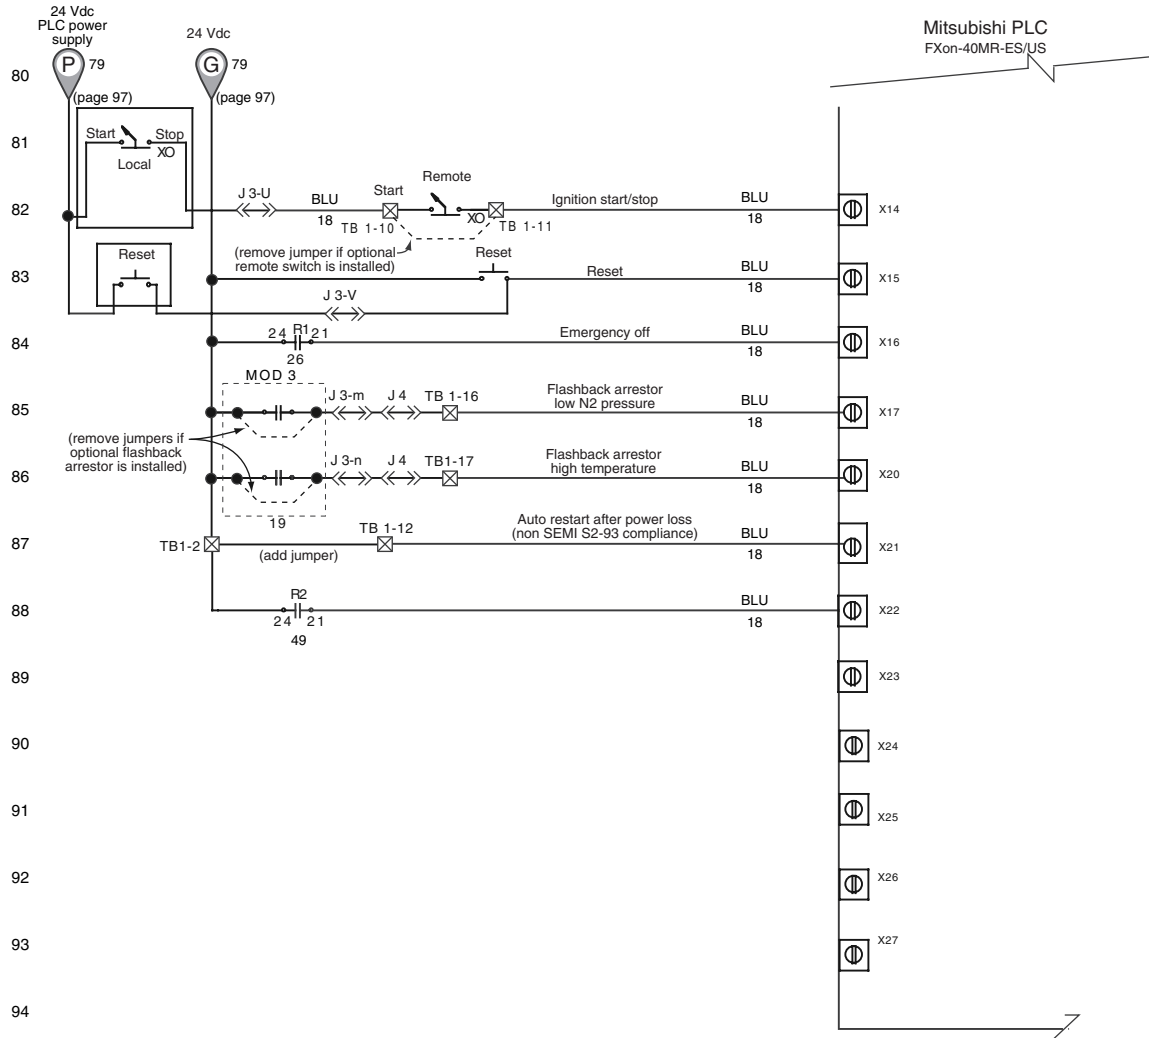 24 Vdc
PLC power
supply
24 Vdc
Mitsubishi PLC
FXon-40MR-ES/US
80
P 79
G 79
(page 97)
(page 97)
81
Start Stop
XO
Local
82
J 3-U
BLU
18
Start
Remote
XO
TB 1-10
TB 1-11
Ignition start/stop
BLU
18
X14
(remove jumper if optional
remote switch is installed)
83
Reset
Reset
Reset
BLU
18
X15
J 3-V
84
24 R1 21
26
Emergency off
BLU
18
X16
MOD 3
85
J 3-m
J 4
TB 1-16
Flashback arrestor
low N2 pressure
BLU
18
X17
(remove jumpers if
optional flashback
arrestor is installed)
86
J 3-n
J 4
TB1-17
Flashback arrestor
high temperature
BLU
18
X20
19
87
TB1-2
(add jumper)
TB 1-12
Auto restart after power loss
(non SEMI S2-93 compliance)
BLU
18
X21
88
R2
24 21
49
BLU
18
X22
89
X23
90
X24
91
X25
92
X26
93
X27
94